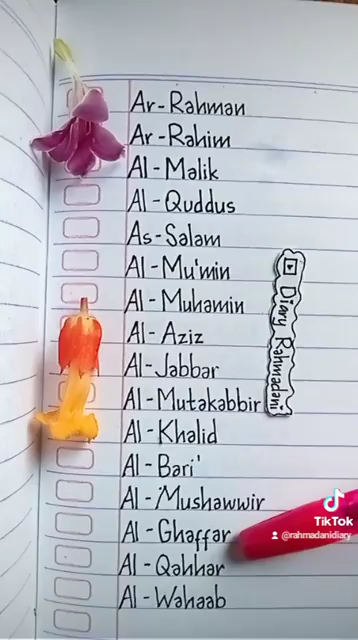 Ar-Rahman
Ar-Rahim
Al-Malik
Al-Quddus
As-Salam
Al-Mu'min
Al-Muhamin
Al-Aziz
Al-Jabbar
Al-Mutakabbir
Al-Khalid
Al-Bari'
Al-Mushawwir
Al-Ghaffar
Al-Qahhar
Al-Wahaab
Diary Rahmadani
TikTok
@rahmadanidiary